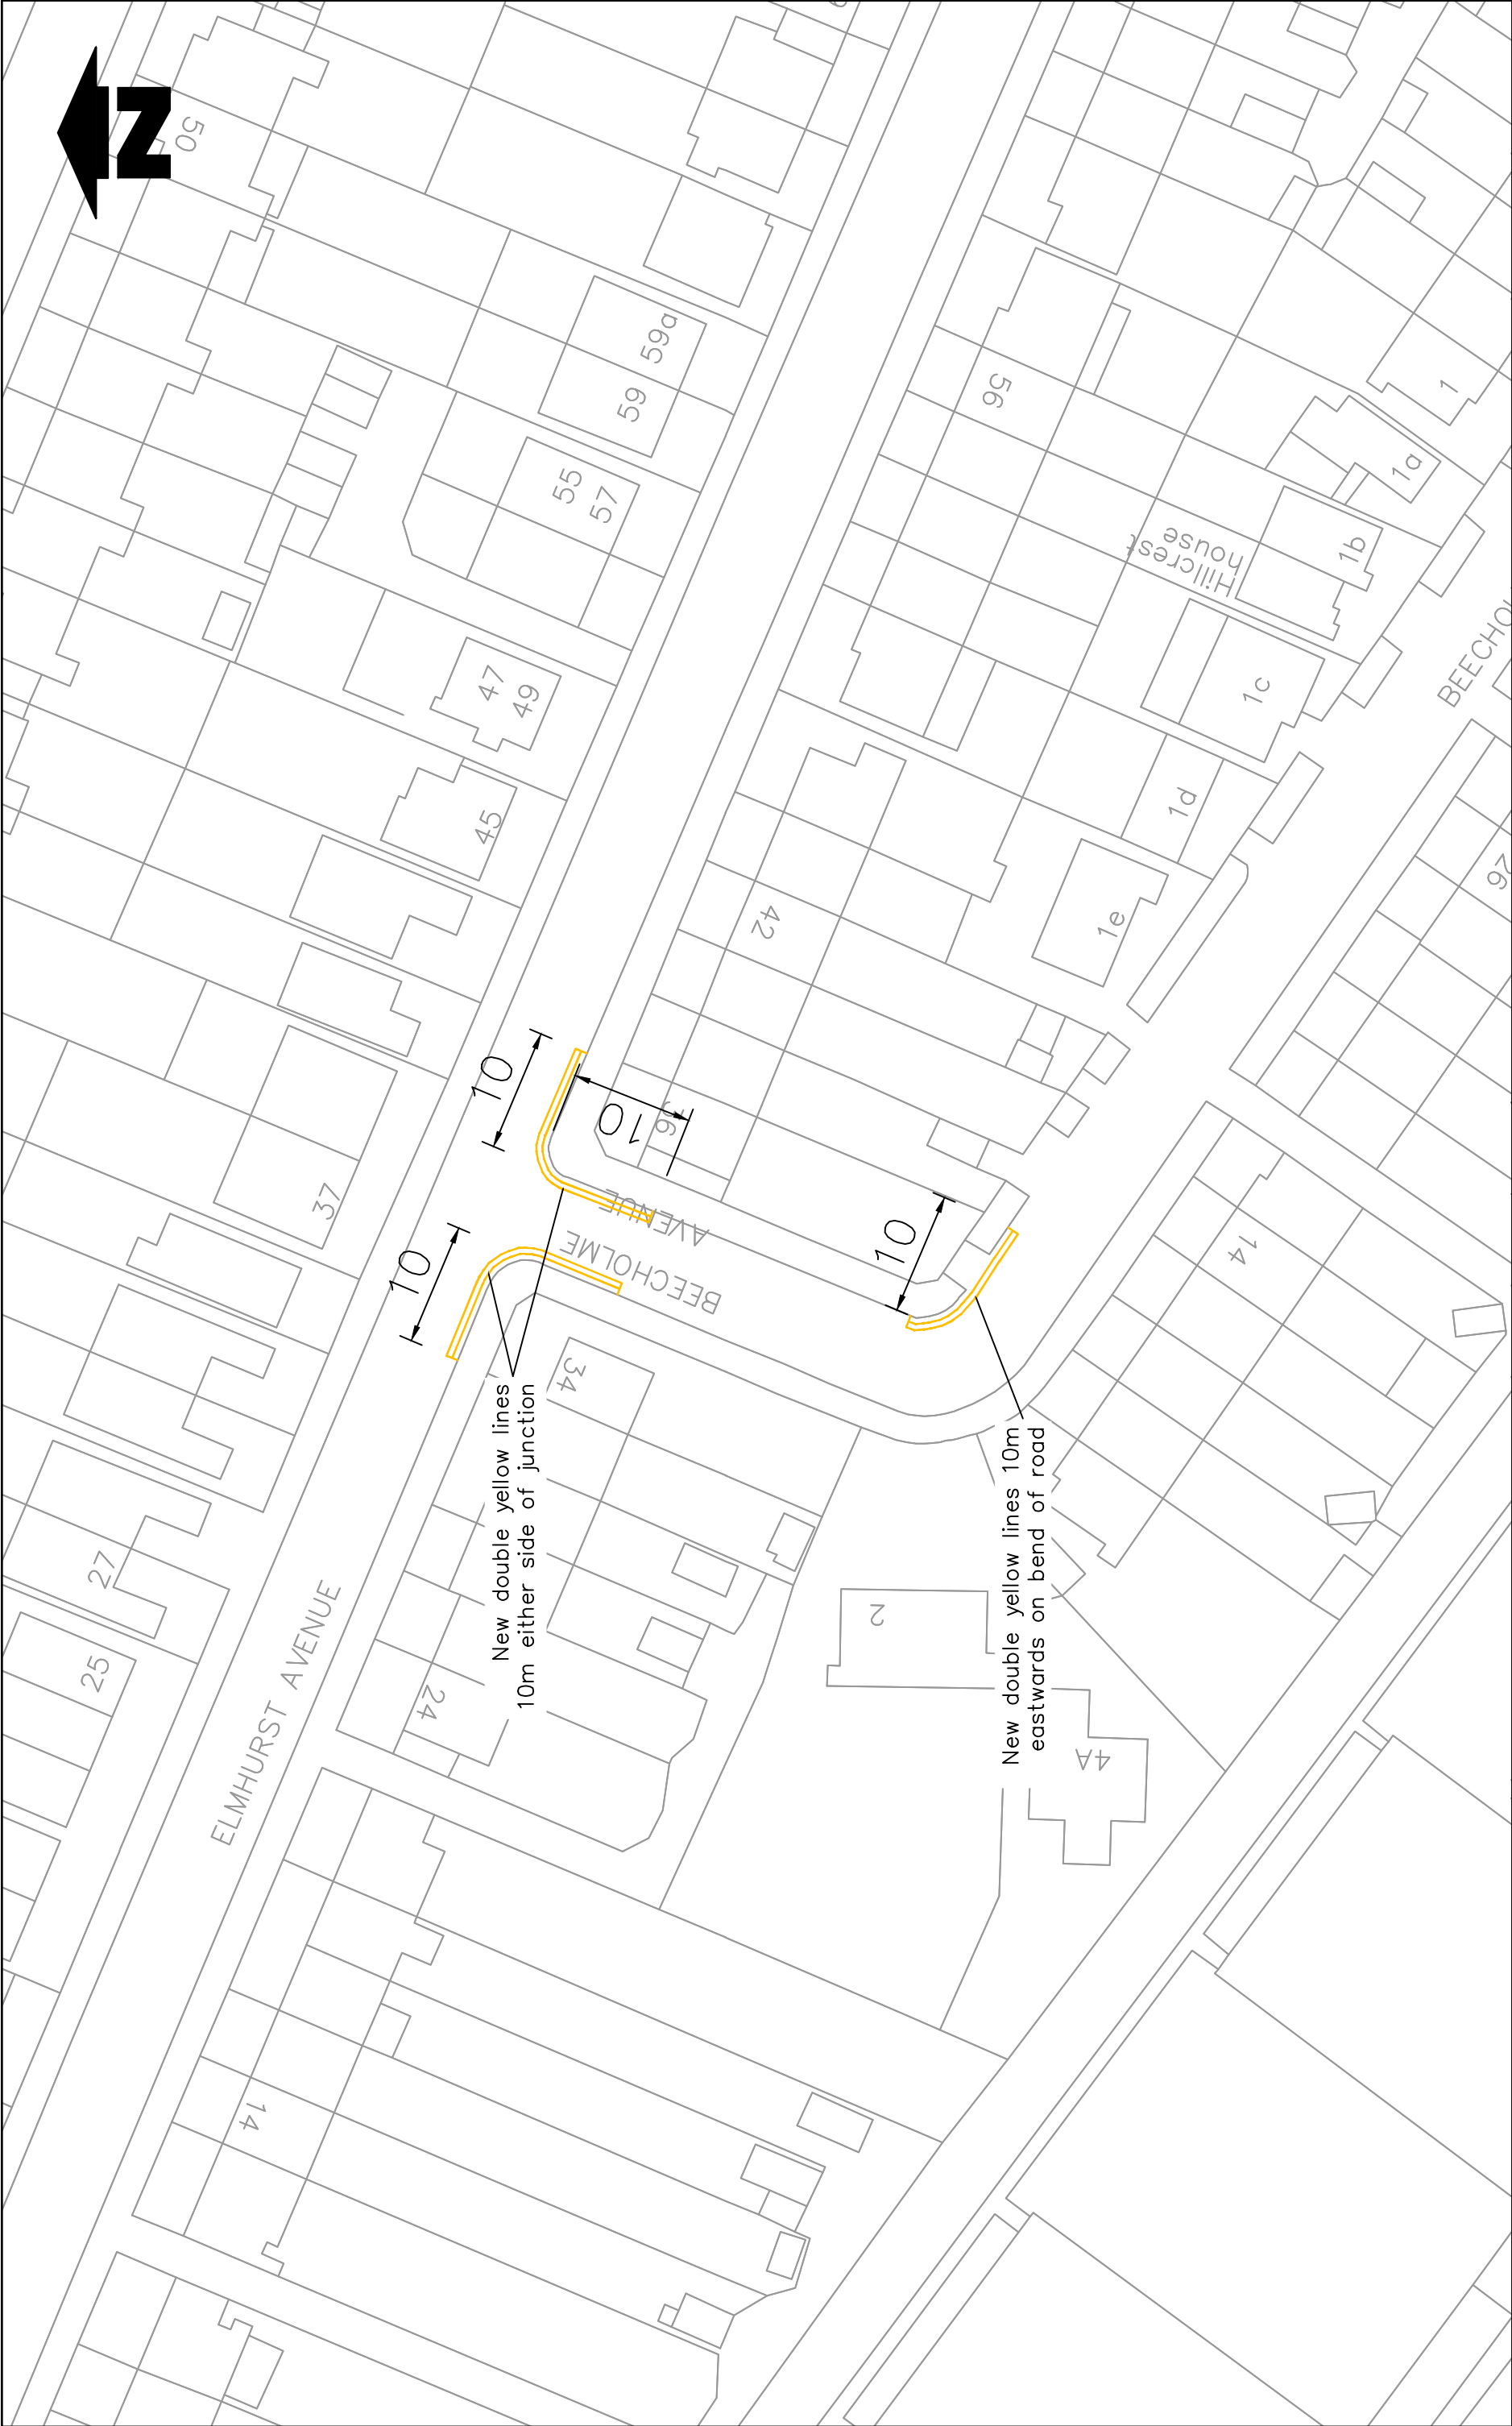 N
50
59a
59
55
57
56
1
1a
1b
Hillcrest
house
47
49
1c
45
1d
42
1e
26
10
10
36
37
10
10
AVENUE
BEECHOLME
14
34
New double yellow lines
10m either side of junction
New double yellow lines 10m
eastwards on bend of road
27
25
ELMHURST AVENUE
24
2
4A
14